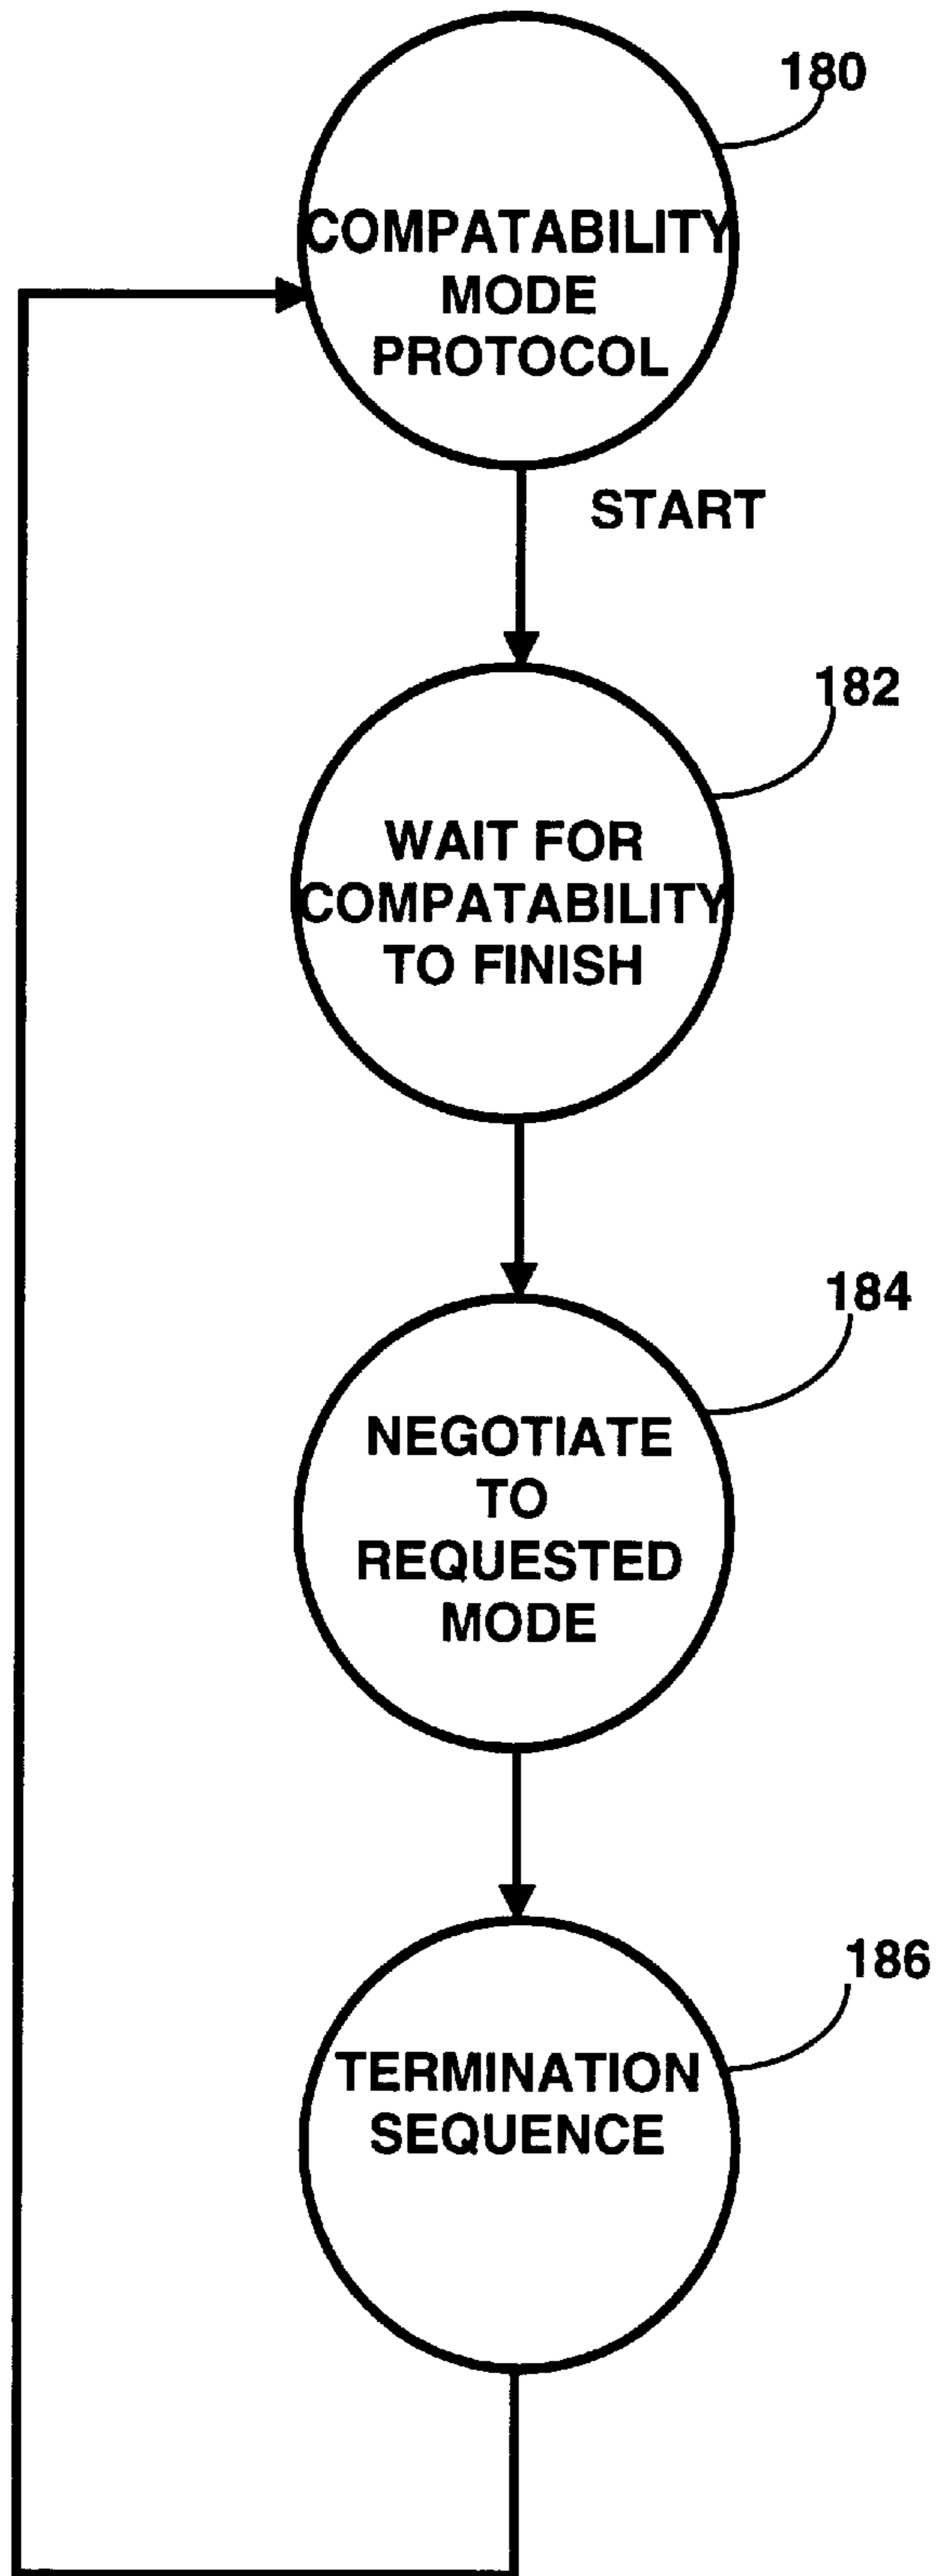 180
COMPATABILITY
MODE
PROTOCOL
START
182
WAIT FOR
COMPATABILITY
TO FINISH
184
NEGOTIATE
TO
REQUESTED
MODE
186
TERMINATION
SEQUENCE